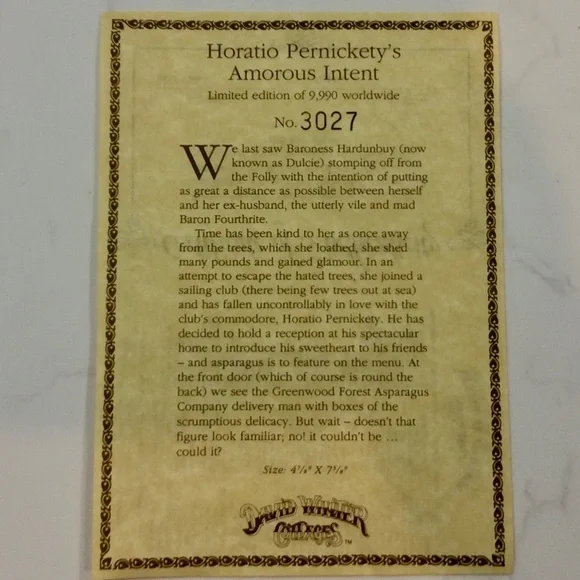 Horatio Pernickety's
Amorous Intent
Limited edition of 9,990 worldwide
No. 3027
We last saw Baroness Hardunbuy (now
known as Dulcie) stomping off from
the Folly with the intention of putting
as great a distance as possible between herself
and her ex-husband, the utterly vile and mad
Baron Fourthrite.
Time has been kind to her as once away
from the trees, which she loathed, she shed
many pounds and gained glamour. In an
attempt to escape the hated trees, she joined a
sailing club (there being few trees out at sea)
and has fallen uncontrollably in love with the
club's commodore, Horatio Pernickety. He has
decided to hold a reception at his spectacular
home to introduce his sweetheart to his friends
– and asparagus is to feature on the menu. At
the front door (which of course is round the
back) we see the Greenwood Forest Asparagus
Company delivery man with boxes of the
scrumptious delicacy. But wait – doesn't that
figure look familiar; no! it couldn't be ...
could it?
Size: X
DAVID WINTER
COTTAGES™